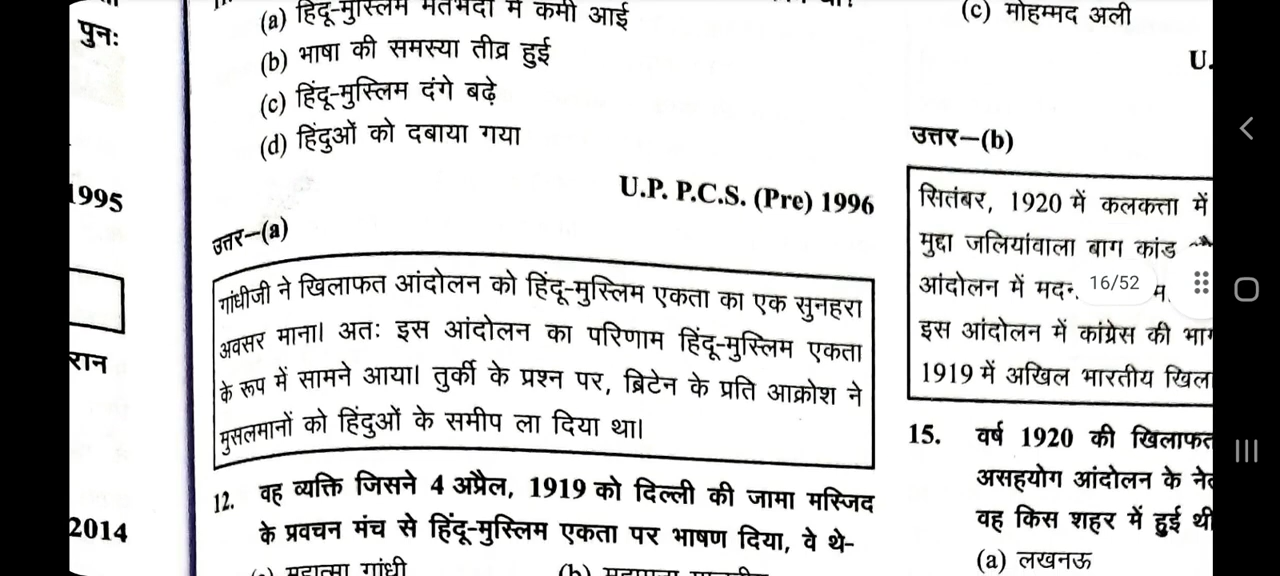 पुनः
1995
रान
2014
(a) हिंदू-मुस्लिम मतभेदों में कमी आई
(b) भाषा की समस्या तीव्र हुई
(c) हिंदू-मुस्लिम दंगे बढ़े
(d) हिंदुओं को दबाया गया
U.P. P.C.S. (Pre) 1996
उत्तर–(a)
गांधीजी ने खिलाफत आंदोलन को हिंदू-मुस्लिम एकता का एक सुनहरा
अवसर माना। अतः इस आंदोलन का परिणाम हिंदू-मुस्लिम एकता
के रूप में सामने आया। तुर्की के प्रश्न पर, ब्रिटेन के प्रति आक्रोश ने
मुसलमानों को हिंदुओं के समीप ला दिया था।
12. वह व्यक्ति जिसने 4 अप्रैल, 1919 को दिल्ली की जामा मस्जिद
के प्रवचन मंच से हिंदू-मुस्लिम एकता पर भाषण दिया, वे थे–
महात्मा गांधी (b)
(c) मोहम्मद अली
U.
उत्तर–(b)
सितंबर, 1920 में कलकत्ता में
मुद्दा जलियांवाला बाग कांड
आंदोलन में मदद
16/52
इस आंदोलन में कांग्रेस की भाग
1919 में अखिल भारतीय खिला
15. वर्ष 1920 की खिलाफत
असहयोग आंदोलन के नेत
वह किस शहर में हुई थी
(a) लखनऊ